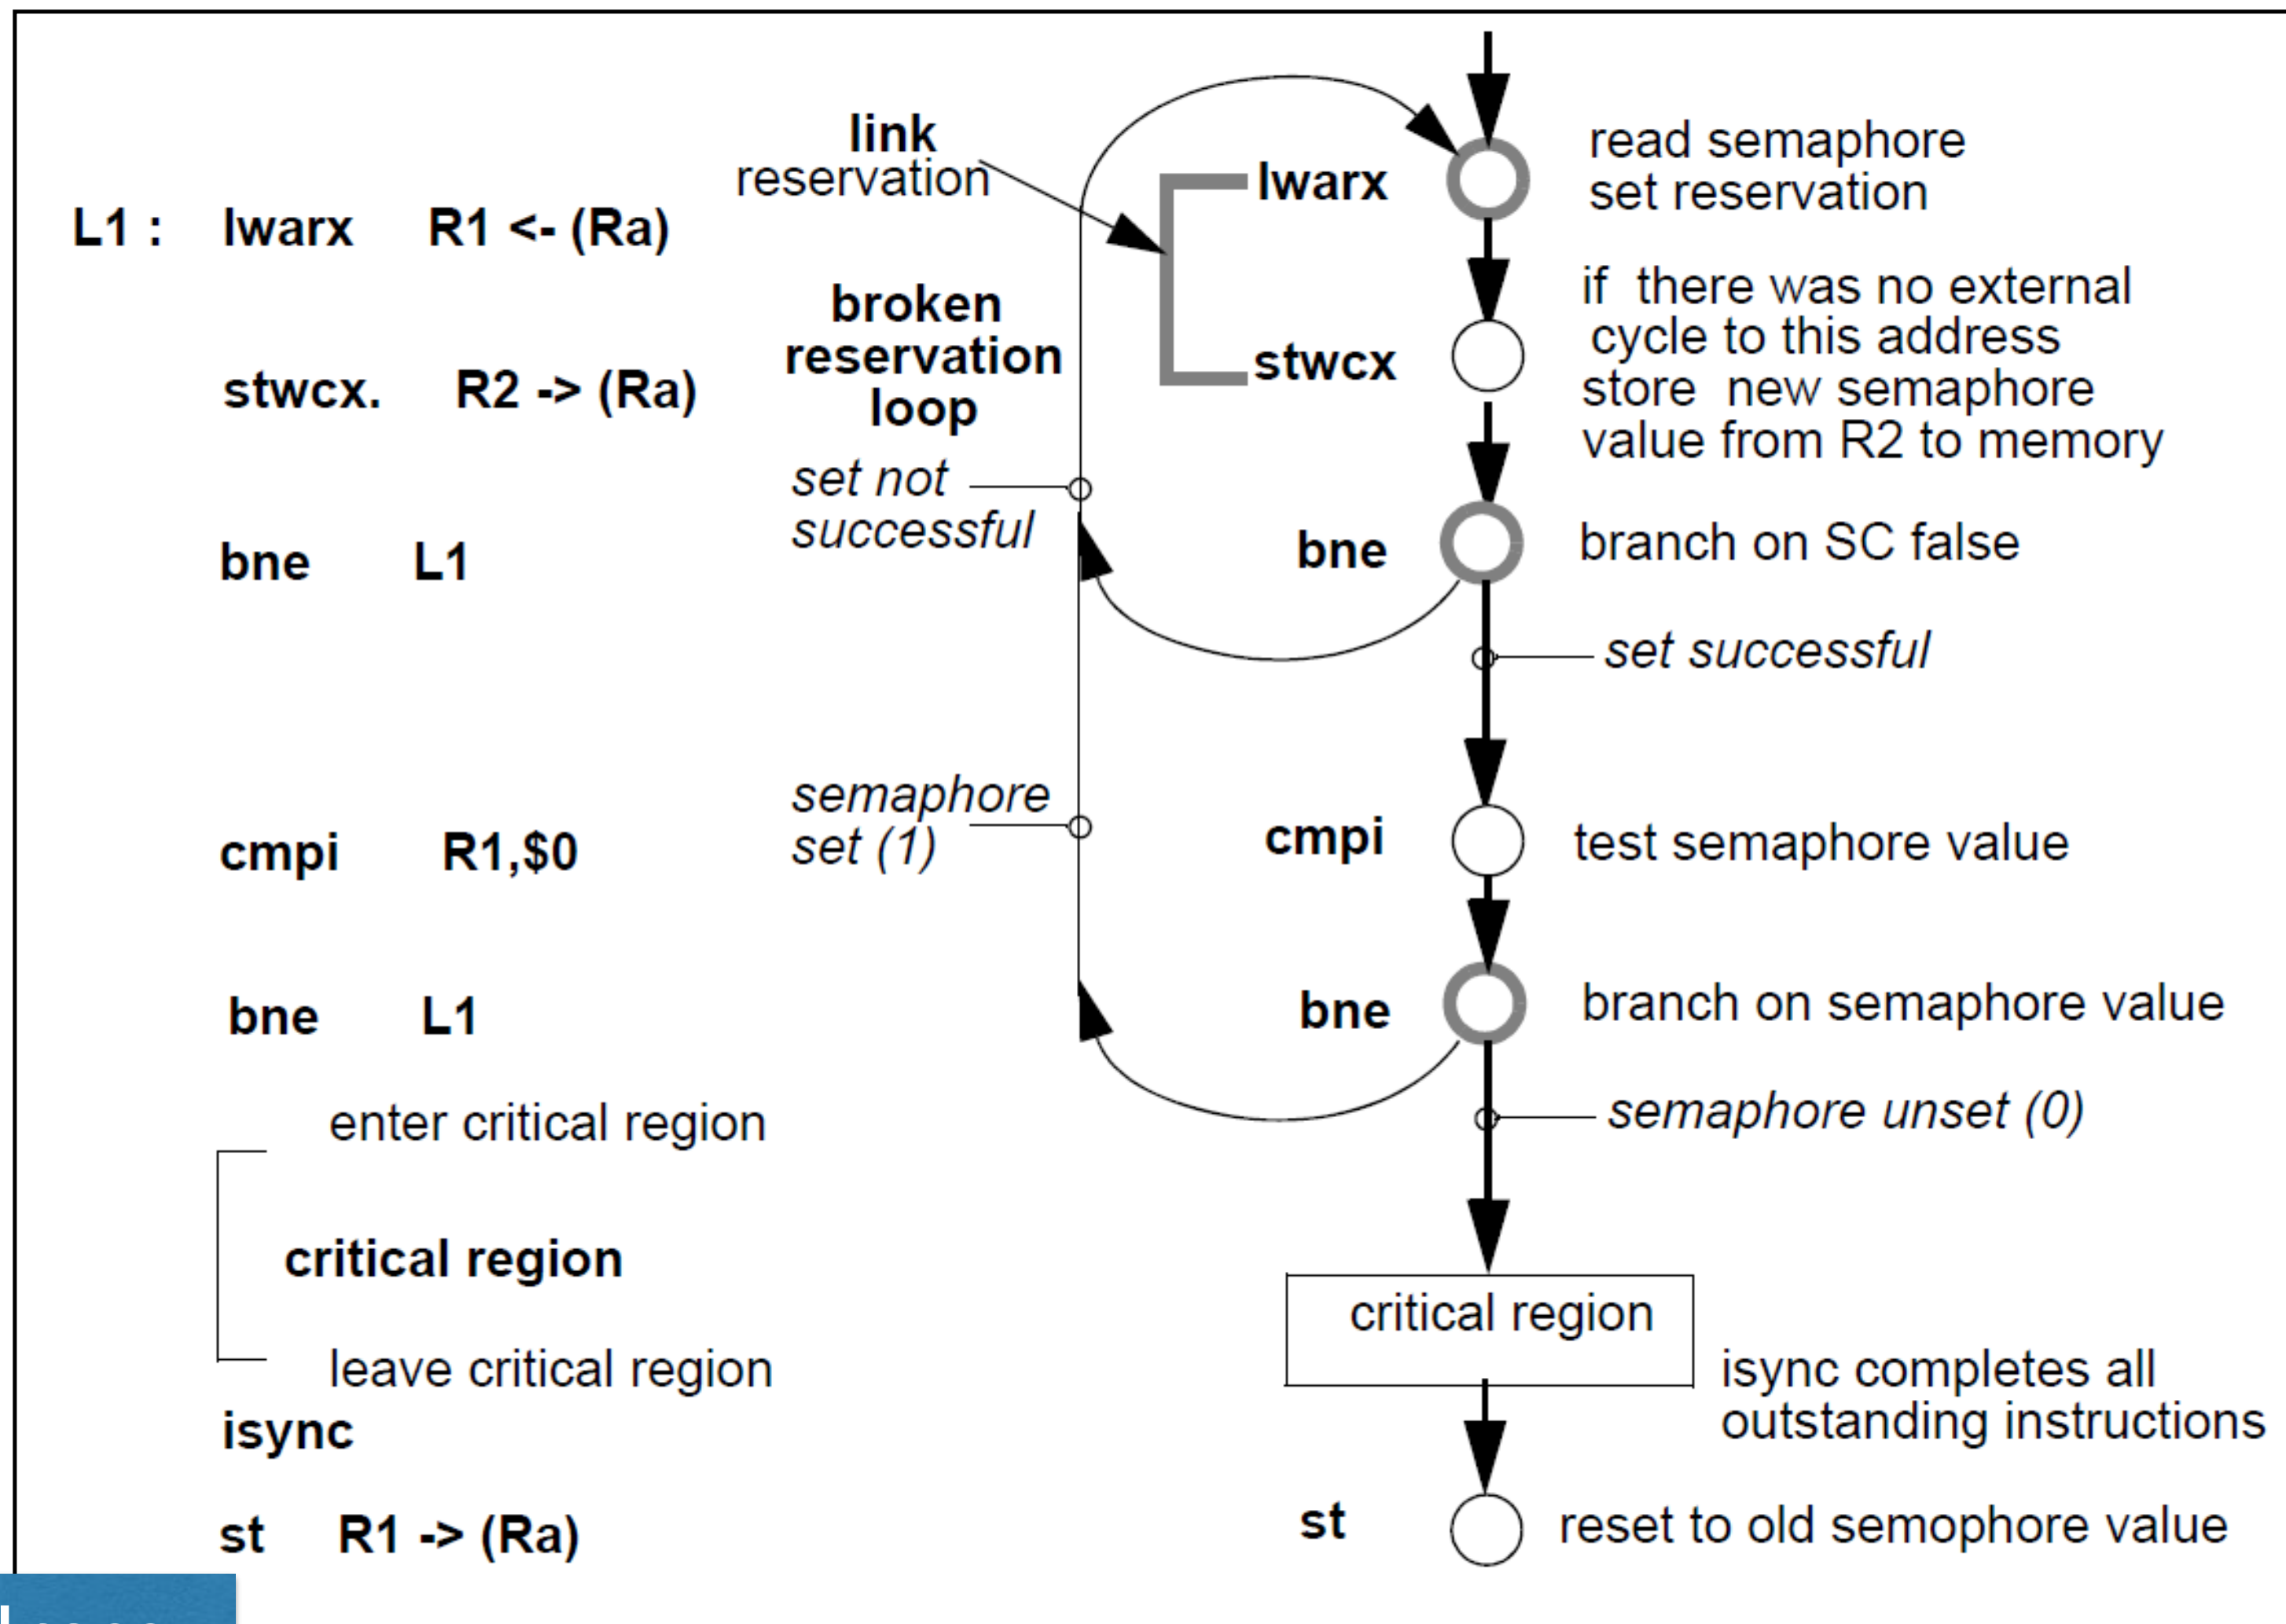 L1 : lwarx R1 <- (Ra)
stwcx. R2 -> (Ra)
bne L1
cmpi R1,$0
bne L1
enter critical region
critical region
leave critical region
isync
st R1 -> (Ra)
link
reservation
broken
reservation
loop
set not
successful
semaphore
set (1)
lwarx
read semaphore
set reservation
stwcx
if there was no external
cycle to this address
store new semaphore
value from R2 to memory
bne
branch on SC false
set successful
cmpi
test semaphore value
bne
branch on semaphore value
semaphore unset (0)
critical region
isync completes all
outstanding instructions
st
reset to old semophore value